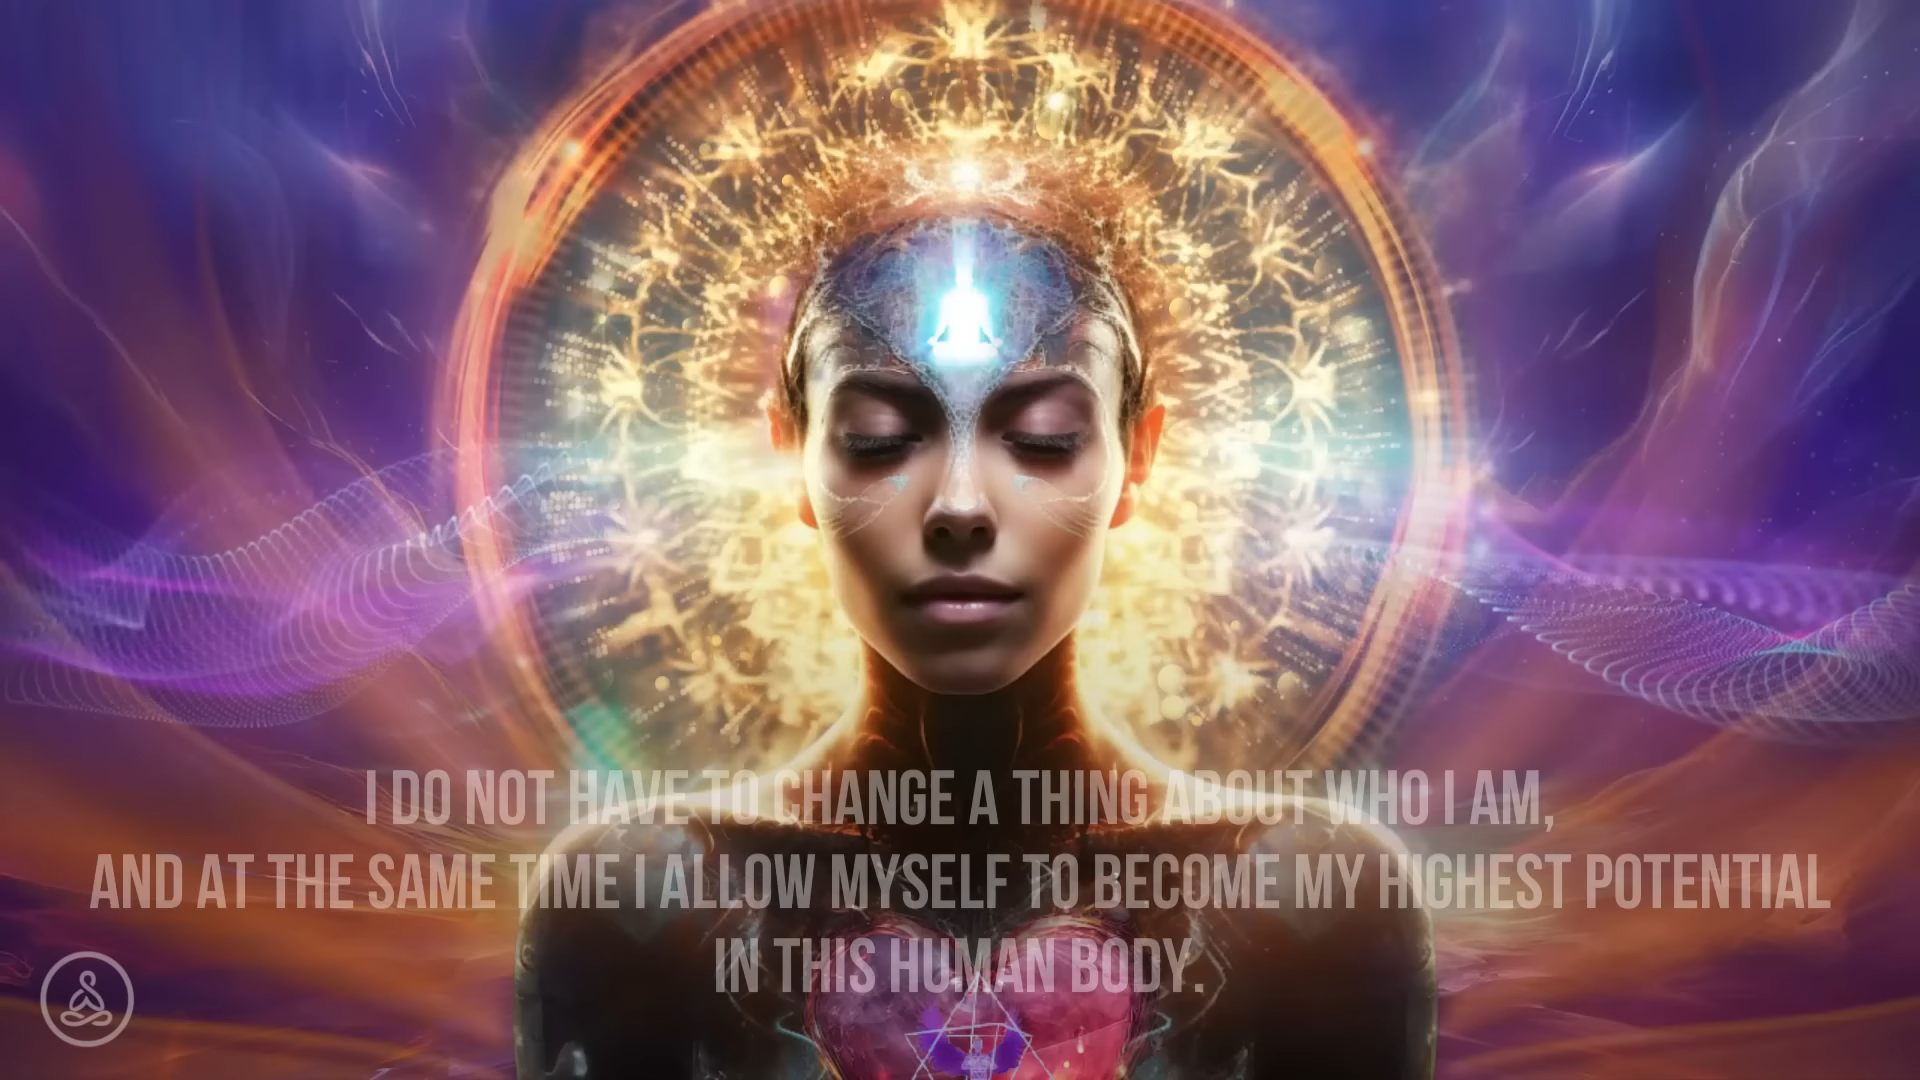 I DO NOT HAVE TO CHANGE A THING ABOUT WHO I AM,
AND AT THE SAME TIME I ALLOW MYSELF TO BECOME MY HIGHEST POTENTIAL
IN THIS HUMAN BODY.